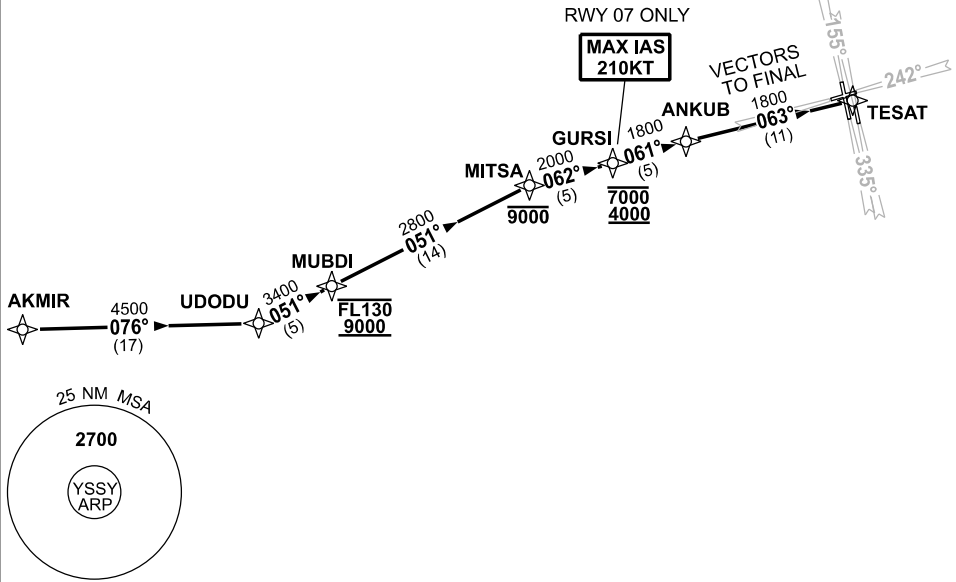 RWY 07 ONLY
MAX IAS
210KT
155°
VECTORS
TO FINAL
242°
1800
063°
(11)
TESAT
335°
ANKUB
1800
061°
(5)
GURSI
7000
4000
2000
062°
(5)
MITSA
9000
2800
051°
(14)
MUBDI
FL130
9000
3400
051°
(5)
UDODU
AKMIR
4500
076°
(17)
25 NM MSA
2700
YSSY
ARP